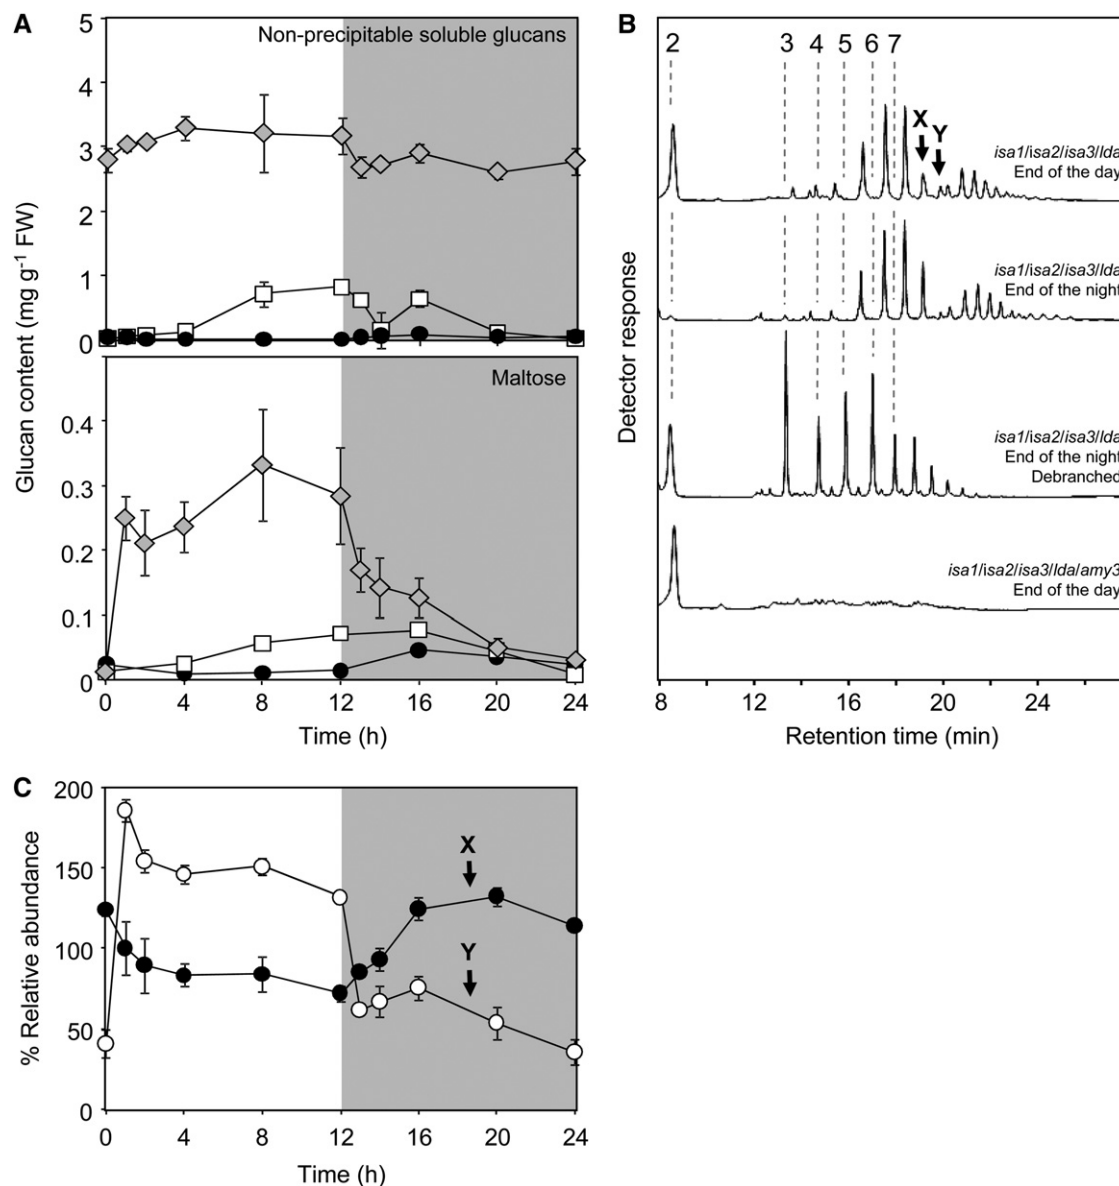 A
5
Non-precipitable soluble glucans
4
3
2
1
0
Glucan content (mg g-1 FW)
Maltose
0.4
0.3
0.2
0.1
0
0 4 8 12 16 20 24
Time (h)
B
2 3 4 5 6 7
X
Y
isa1/isa2/isa3/lda
End of the day
isa1/isa2/isa3/lda
End of the night
isa1/isa2/isa3/lda
End of the night
Debranched
isa1/isa2/isa3/lda/amy3
End of the day
Detector response
8 12 16 20 24
Retention time (min)
C
200
150
100
50
0
% Relative abundance
X
Y
0 4 8 12 16 20 24
Time (h)